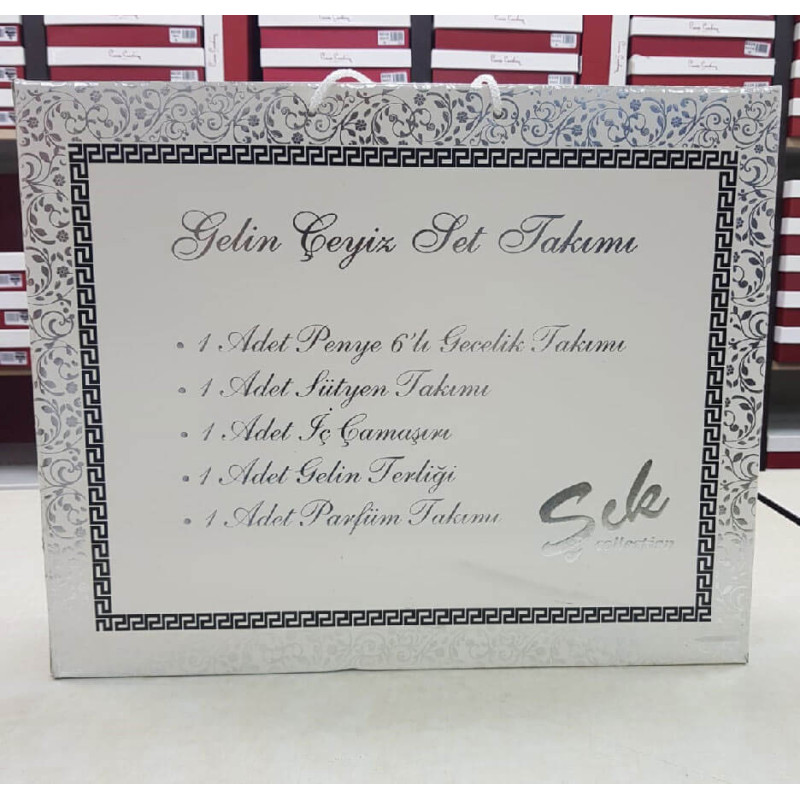 Gelin Çeyiz Set Takımı
• 1 Adet Penye 6'lı Gecelik Takımı
• 1 Adet Sütyen Takımı
• 1 Adet İç Çamaşırı
• 1 Adet Gelin Terliği
• 1 Adet Parfüm Takımı
Şık
collection